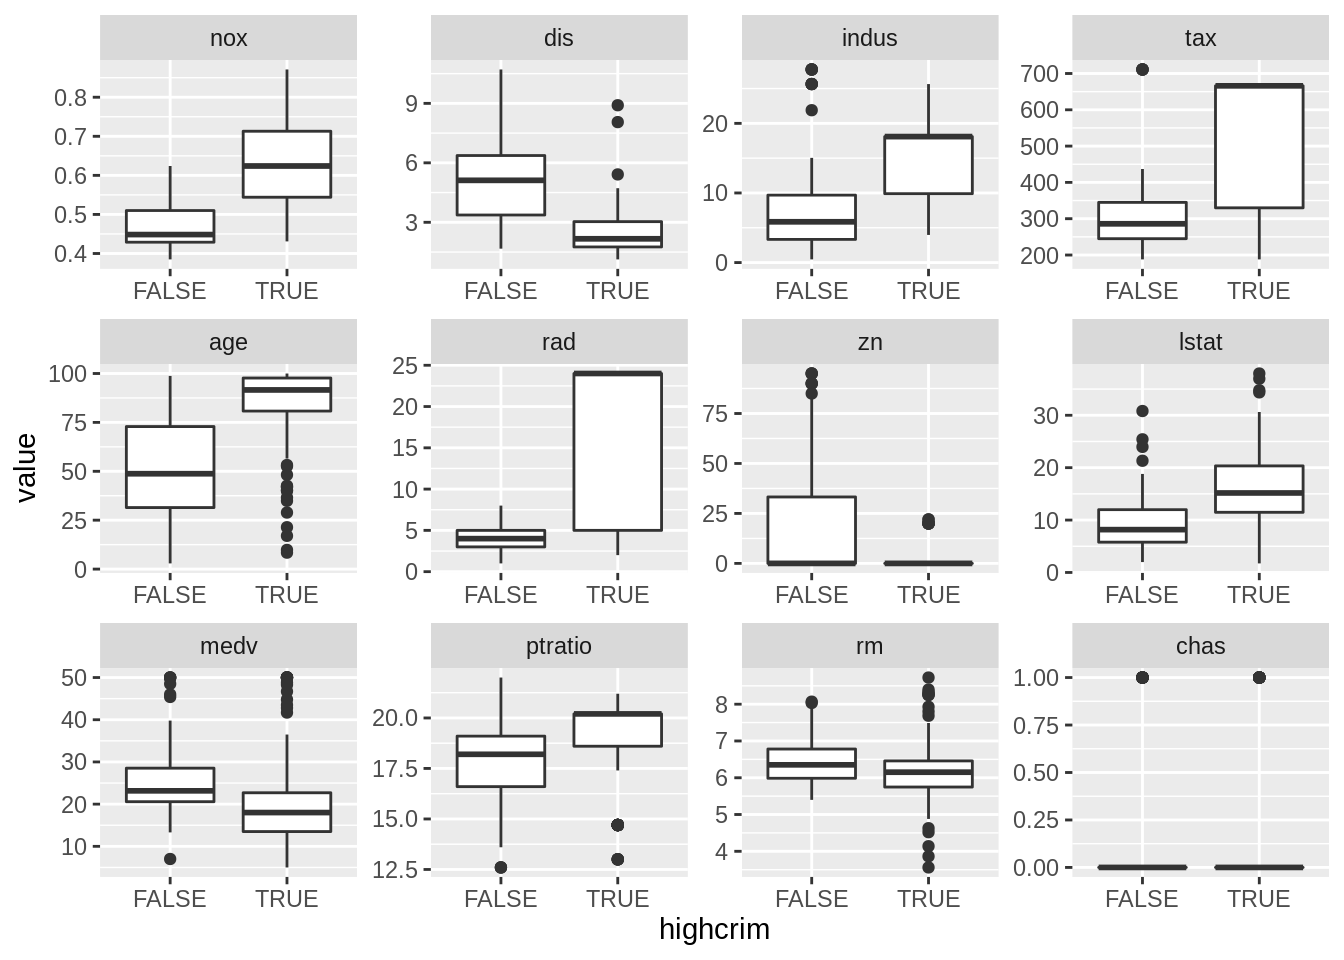 nox
dis
indus
tax
0.8
0.7
0.6
0.5
0.4
9
6
3
20
10
0
700
600
500
400
300
200
FALSE TRUE
FALSE TRUE
FALSE TRUE
FALSE TRUE
age
rad
zn
lstat
100
75
50
25
0
25
20
15
10
5
0
75
50
25
0
30
20
10
0
FALSE TRUE
FALSE TRUE
FALSE TRUE
FALSE TRUE
value
medv
ptratio
rm
chas
50
40
30
20
10
20.0
17.5
15.0
12.5
8
7
6
5
4
1.00
0.75
0.50
0.25
0.00
FALSE TRUE
FALSE TRUE
FALSE TRUE
FALSE TRUE
highcrim